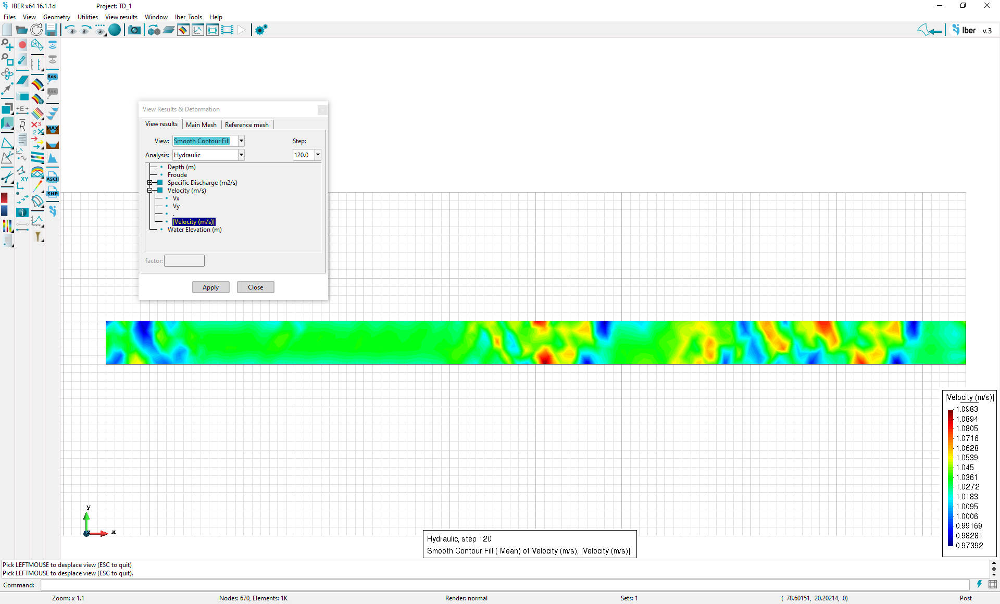 IBER x64 16.1.1d Project: TD_1
Files View Geometry Utilities View results Window Iber_Tools Help
Iber v.3
Res.
Res.
E
R
MAX
×3
2×
XY
ASCII
SHP
i
View Results & Deformation
View results Main Mesh Reference mesh
View: Smooth Contour Fill Step:
Analysis: Hydraulic 120.0
Depth (m)
Froude
Specific Discharge (m2/s)
Velocity (m/s)
Vx
Vy
.
|Velocity (m/s)|
Water Elevation (m)
factor:
Apply Close
|Velocity (m/s)|
1.0983
1.0894
1.0805
1.0716
1.0628
1.0539
1.045
1.0361
1.0272
1.0183
1.0095
1.0006
0.99169
0.98281
0.97392
y
z x
Hydraulic, step 120
Smooth Contour Fill ( Mean) of Velocity (m/s), |Velocity (m/s)|.
Pick LEFTMOUSE to desplace view (ESC to quit)
Pick LEFTMOUSE to desplace view (ESC to quit).
Command:
Zoom: x 1.1 Nodes: 670, Elements: 1K Render: normal Sets: 1 ( 78.60151, 20.20214, 0) Post